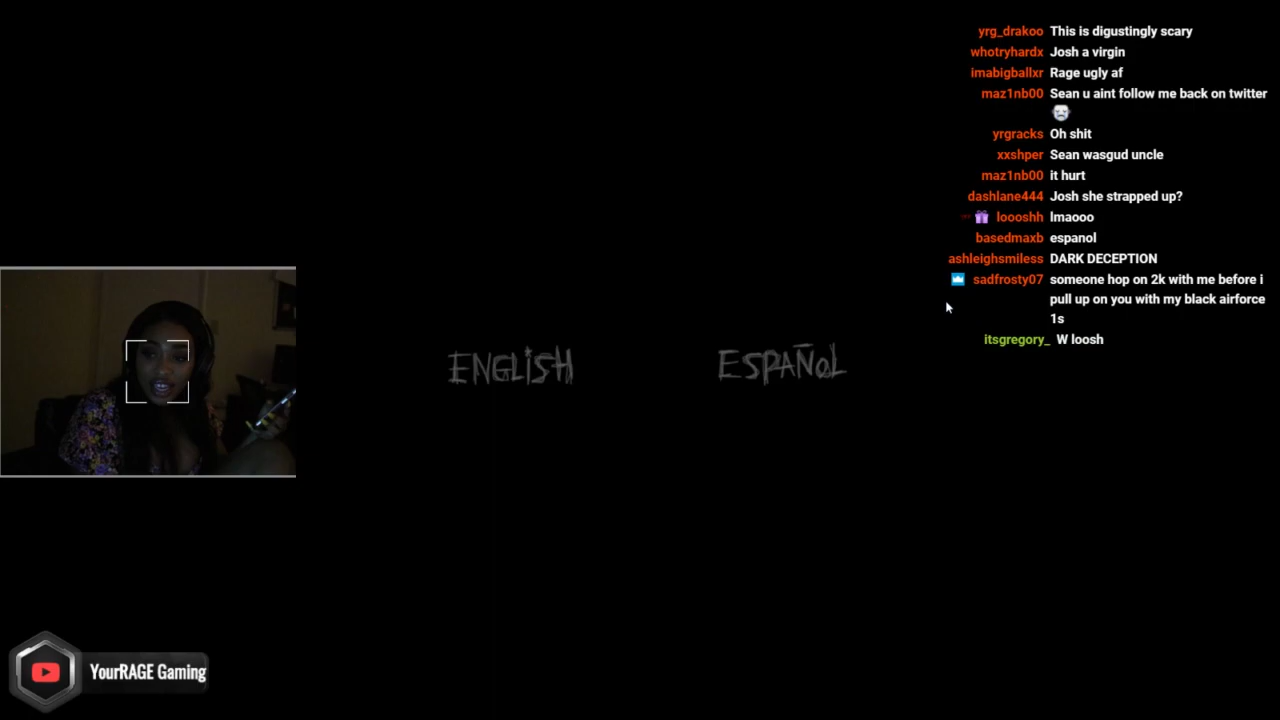 yrg_drakoo This is digustingly scary
whotryhardx Josh a virgin
imabigballxr Rage ugly af
maz1nb00 Sean u aint follow me back on twitter
yrgracks Oh shit
xxshper Sean wasgud uncle
maz1nb00 it hurt
dashlane444 Josh she strapped up?
loooshh lmaooo
basedmaxb espanol
ashleighsmiless DARK DECEPTION
sadfrosty07 someone hop on 2k with me before i
pull up on you with my black airforce
1s
itsgregory_ W loosh
ENGLISH ESPAÑOL
YourRAGE Gaming